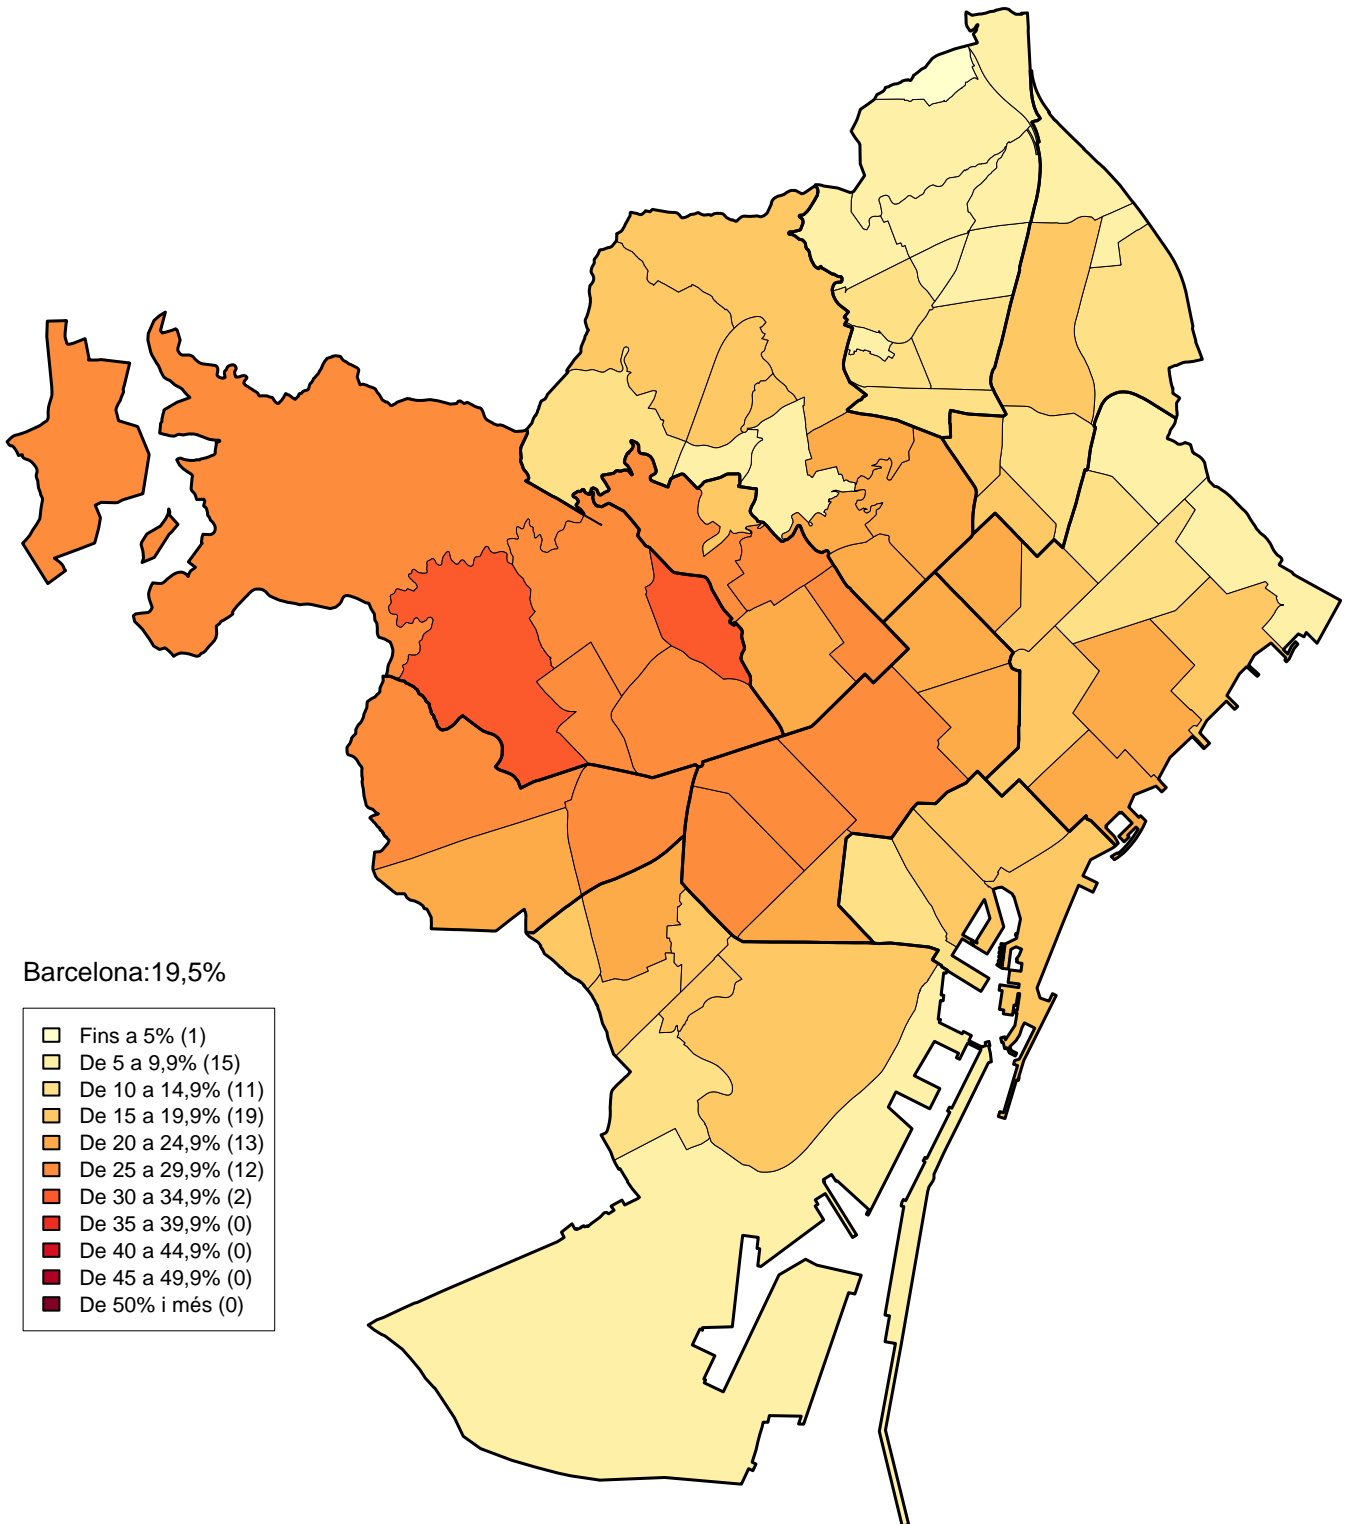 Barcelona:19,5%
Fins a 5% (1)
De 5 a 9,9% (15)
De 10 a 14,9% (11)
De 15 a 19,9% (19)
De 20 a 24,9% (13)
De 25 a 29,9% (12)
De 30 a 34,9% (2)
De 35 a 39,9% (0)
De 40 a 44,9% (0)
De 45 a 49,9% (0)
De 50% i més (0)